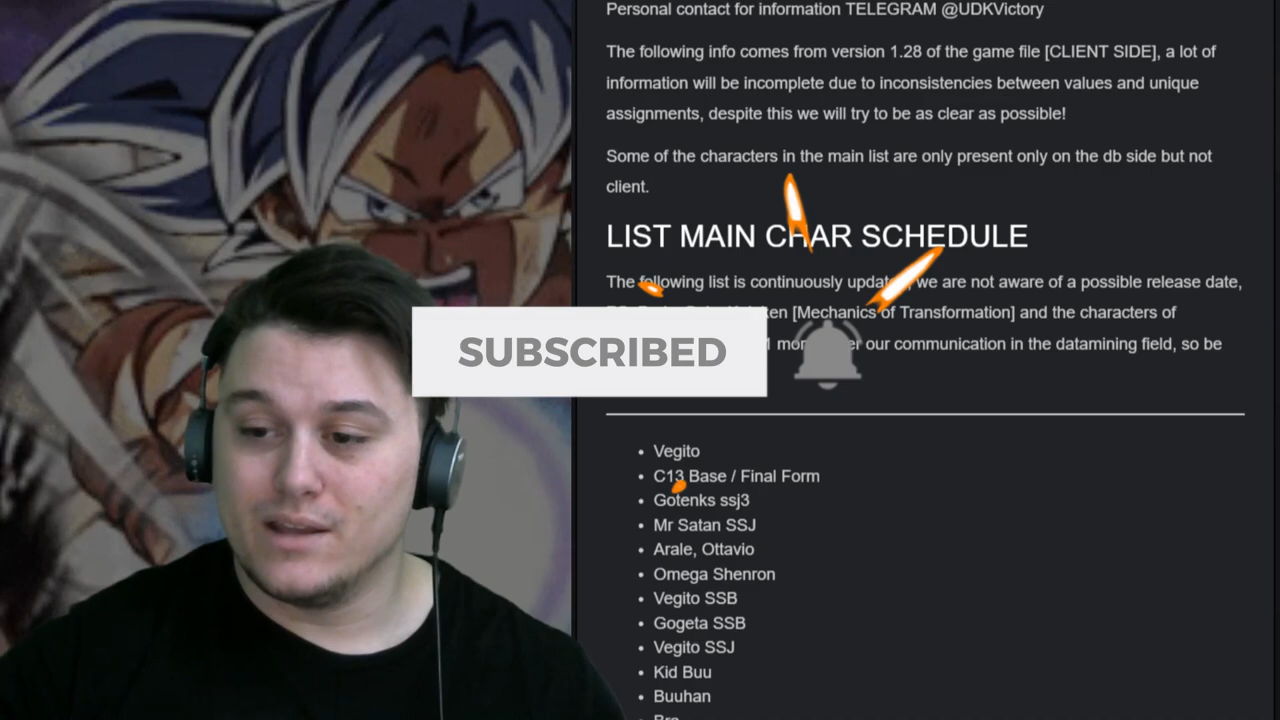 Personal contact for information TELEGRAM @UDKVictory
The following info comes from version 1.28 of the game file [CLIENT SIDE], a lot of
information will be incomplete due to inconsistencies between values and unique
assignments, despite this we will try to be as clear as possible!
Some of the characters in the main list are only present only on the db side but not
client.
LIST MAIN CHAR SCHEDULE
The following list is continuously updated, we are not aware of a possible release date,
[Mechanics of Transformation] and the characters of
our communication in the datamining field, so be
SUBSCRIBED
• Vegito
• C13 Base / Final Form
• Gotenks ssj3
• Mr Satan SSJ
• Arale, Ottavio
• Omega Shenron
• Vegito SSB
• Gogeta SSB
• Vegito SSJ
• Kid Buu
• Buuhan